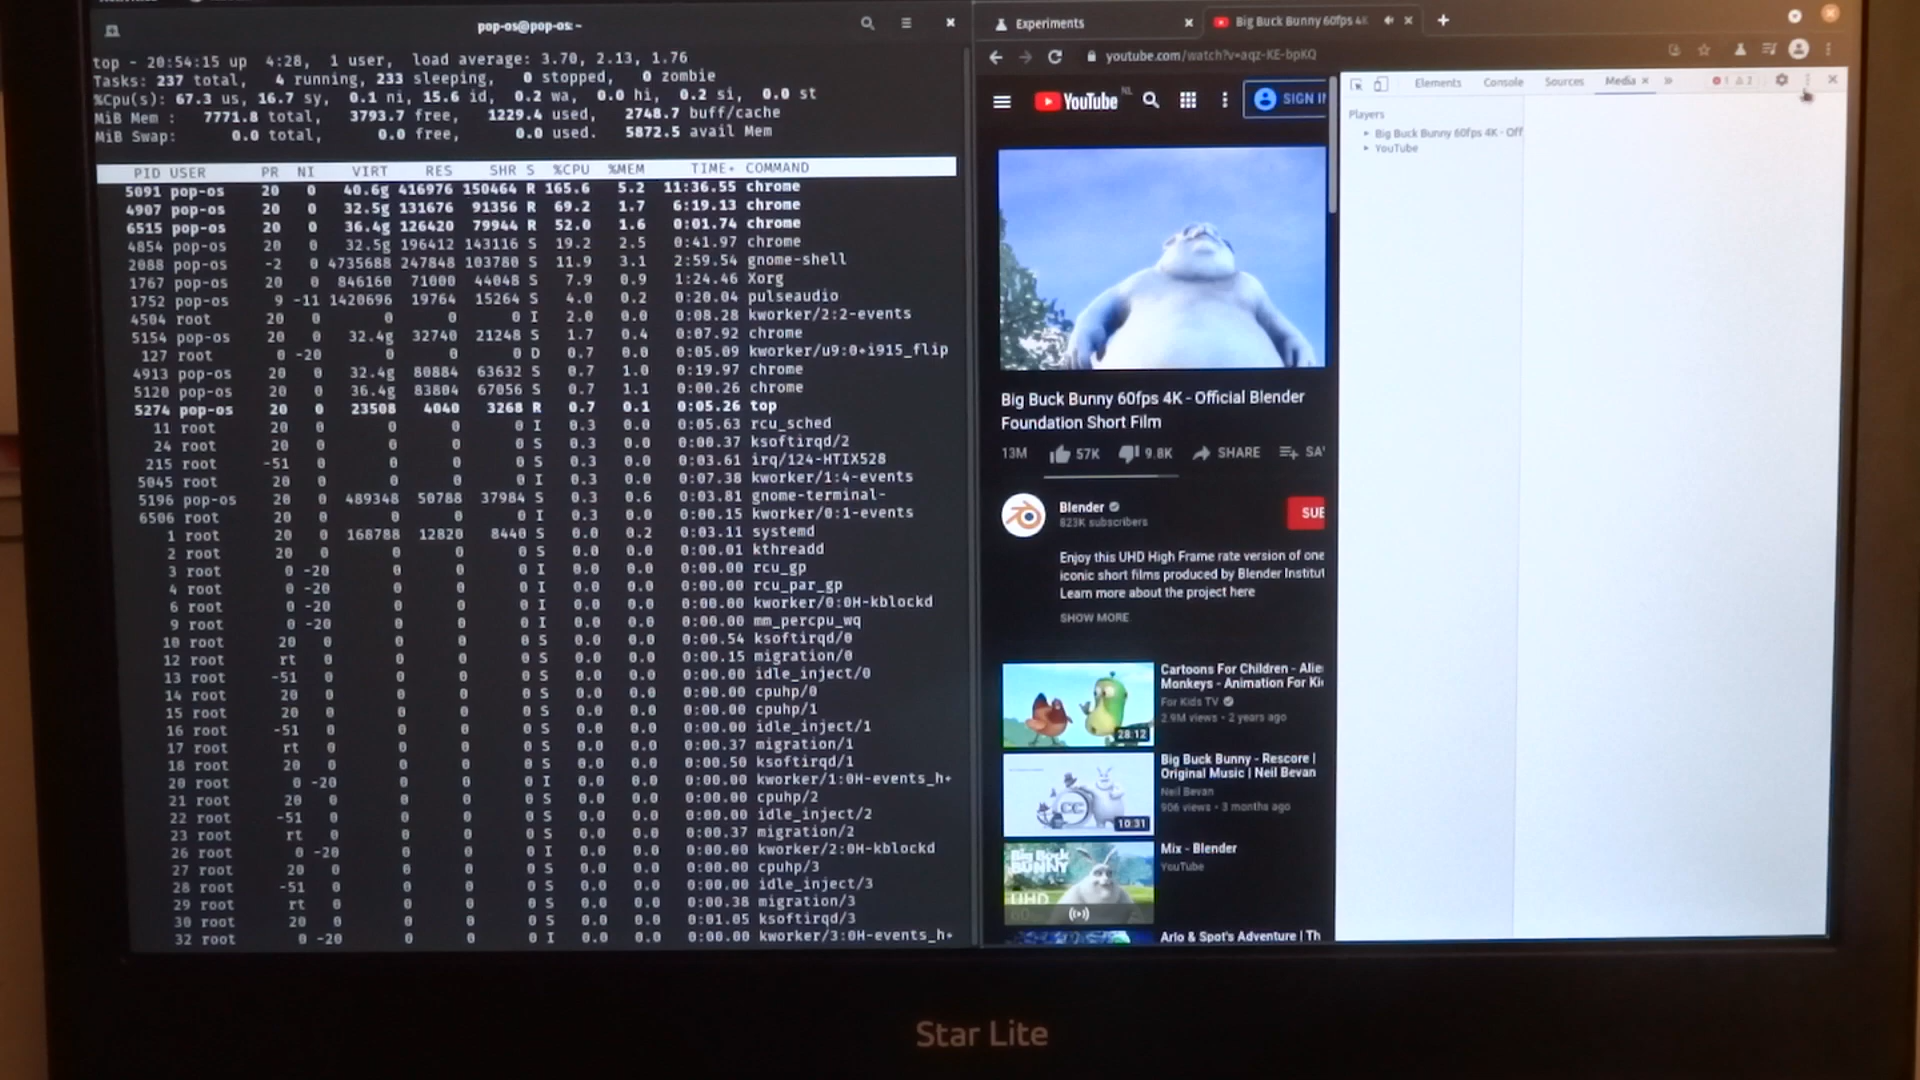 pop-os@pop-os: ~
top - 20:54:15 up  4:28,  1 user,  load average: 3.70, 2.13, 1.76
Tasks: 237 total,   4 running, 233 sleeping,   0 stopped,   0 zombie
%Cpu(s): 67.3 us, 16.7 sy,  0.1 ni, 15.6 id,  0.2 wa,  0.0 hi,  0.2 si,  0.0 st
MiB Mem :   7771.8 total,   3793.7 free,   1229.4 used,   2748.7 buff/cache
MiB Swap:      0.0 total,      0.0 free,      0.0 used.   5872.5 avail Mem
PID USER PR NI VIRT RES SHR S %CPU %MEM TIME+ COMMAND
5091 pop-os 20 0 40.6g 416976 150464 R 165.6 5.2 11:36.55 chrome
4907 pop-os 20 0 32.5g 131676 91356 R 69.2 1.7 6:19.13 chrome
6515 pop-os 20 0 36.4g 126420 79944 R 52.0 1.6 0:01.74 chrome
4854 pop-os 20 0 32.5g 196412 143116 S 19.2 2.5 0:41.97 chrome
2088 pop-os -2 0 4735688 247848 103780 S 11.9 3.1 2:59.54 gnome-shell
1767 pop-os 20 0 846160 71000 44048 S 7.9 0.9 1:24.46 Xorg
1752 pop-os 9 -11 1420696 19764 15264 S 4.0 0.2 0:20.04 pulseaudio
4504 root 20 0 0 0 0 I 2.0 0.0 0:08.28 kworker/2:2-events
5154 pop-os 20 0 32.4g 32740 21248 S 1.7 0.4 0:07.92 chrome
127 root 0 -20 0 0 0 D 0.7 0.0 0:05.09 kworker/u9:0+i915_flip
4913 pop-os 20 0 32.4g 80884 63632 S 0.7 1.0 0:19.97 chrome
5120 pop-os 20 0 36.4g 83804 67056 S 0.7 1.1 0:00.26 chrome
5274 pop-os 20 0 23508 4040 3268 R 0.7 0.1 0:05.26 top
11 root 20 0 0 0 0 I 0.3 0.0 0:05.63 rcu_sched
24 root 20 0 0 0 0 S 0.3 0.0 0:00.37 ksoftirqd/2
215 root -51 0 0 0 0 S 0.3 0.0 0:03.61 irq/124-HTIX528
5045 root 20 0 0 0 0 I 0.3 0.0 0:07.38 kworker/1:4-events
5196 pop-os 20 0 489348 50788 37984 S 0.3 0.6 0:03.81 gnome-terminal-
6506 root 20 0 0 0 0 I 0.3 0.0 0:00.15 kworker/0:1-events
1 root 20 0 168788 12820 8440 S 0.0 0.2 0:03.11 systemd
2 root 20 0 0 0 0 S 0.0 0.0 0:00.01 kthreadd
3 root 0 -20 0 0 0 I 0.0 0.0 0:00.00 rcu_gp
4 root 0 -20 0 0 0 I 0.0 0.0 0:00.00 rcu_par_gp
6 root 0 -20 0 0 0 I 0.0 0.0 0:00.00 kworker/0:0H-kblockd
9 root 0 -20 0 0 0 I 0.0 0.0 0:00.00 mm_percpu_wq
10 root 20 0 0 0 0 S 0.0 0.0 0:00.54 ksoftirqd/0
12 root rt 0 0 0 0 S 0.0 0.0 0:00.15 migration/0
13 root -51 0 0 0 0 S 0.0 0.0 0:00.00 idle_inject/0
14 root 20 0 0 0 0 S 0.0 0.0 0:00.00 cpuhp/0
15 root 20 0 0 0 0 S 0.0 0.0 0:00.00 cpuhp/1
16 root -51 0 0 0 0 S 0.0 0.0 0:00.00 idle_inject/1
17 root rt 0 0 0 0 S 0.0 0.0 0:00.37 migration/1
18 root 20 0 0 0 0 S 0.0 0.0 0:00.50 ksoftirqd/1
20 root 0 -20 0 0 0 I 0.0 0.0 0:00.00 kworker/1:0H-events_h+
21 root 20 0 0 0 0 S 0.0 0.0 0:00.00 cpuhp/2
22 root -51 0 0 0 0 S 0.0 0.0 0:00.00 idle_inject/2
23 root rt 0 0 0 0 S 0.0 0.0 0:00.37 migration/2
26 root 0 -20 0 0 0 I 0.0 0.0 0:00.00 kworker/2:0H-kblockd
27 root 20 0 0 0 0 S 0.0 0.0 0:00.00 cpuhp/3
28 root -51 0 0 0 0 S 0.0 0.0 0:00.00 idle_inject/3
29 root rt 0 0 0 0 S 0.0 0.0 0:00.38 migration/3
30 root 20 0 0 0 0 S 0.0 0.0 0:01.05 ksoftirqd/3
32 root 0 -20 0 0 0 I 0.0 0.0 0:00.00 kworker/3:0H-events_h+
Experiments
Big Buck Bunny 60fps 4K
youtube.com/watch?v=aqz-KE-bpKQ
YouTube NL
SIGN IN
Big Buck Bunny 60fps 4K - Official Blender
Foundation Short Film
13M 57K 9.8K SHARE SA
Blender
823K subscribers
SUB
Enjoy this UHD High Frame rate version of one
iconic short films produced by Blender Institut
Learn more about the project here
SHOW MORE
28:12
Cartoons For Children - Alie
Monkeys - Animation For Ki
For Kids TV
2.9M views • 2 years ago
CC
10:31
Big Buck Bunny - Rescore |
Original Music | Neil Bevan
Neil Bevan
906 views • 3 months ago
BIG BUCK
BUNNY
UHD
60
Mix - Blender
YouTube
Arlo & Spot's Adventure | Th
Elements Console Sources Media » 1 2
Players
Big Buck Bunny 60fps 4K - Off
YouTube
Star Lite